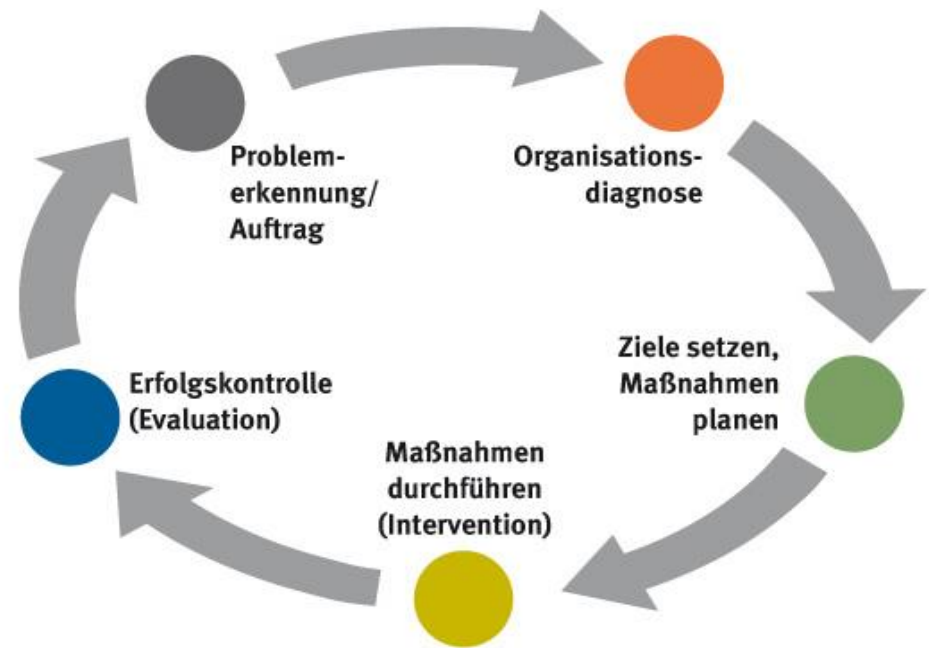 Problem-
erkennung/
Auftrag
Organisations-
diagnose
Ziele setzen,
Maßnahmen
planen
Maßnahmen
durchführen
(Intervention)
Erfolgskontrolle
(Evaluation)